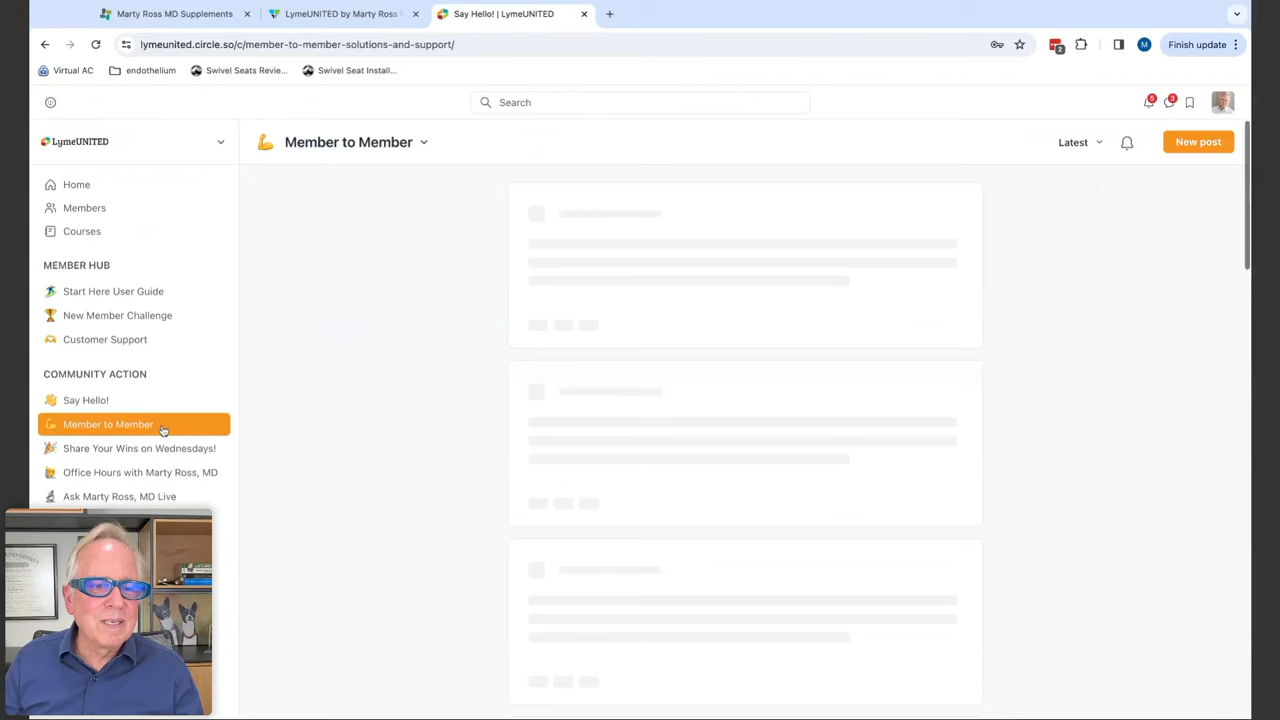 Marty Ross MD Supplements
LymeUNITED by Marty Ross
Say Hello! | LymeUNITED
lymeunited.circle.so/c/member-to-member-solutions-and-support/
2
M
Finish update
Virtual AC
endothelium
Swivel Seats Revie...
Swivel Seat Install...
Search
6
3
LymeUNITED
Member to Member
Latest
New post
Home
Members
Courses
MEMBER HUB
Start Here User Guide
New Member Challenge
Customer Support
COMMUNITY ACTION
Say Hello!
Member to Member
Share Your Wins on Wednesdays!
Office Hours with Marty Ross, MD
Ask Marty Ross, MD Live